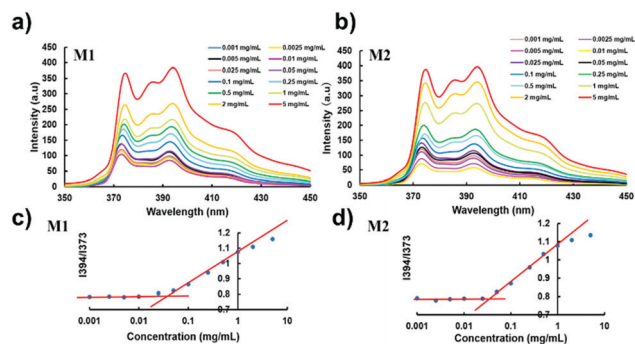 a) M1
450
400
350
300
250
200
150
100
50
0
Intensity (a.u)
0.001 mg/mL 0.0025 mg/mL
0.005 mg/mL 0.01 mg/mL
0.025 mg/mL 0.05 mg/mL
0.1 mg/mL 0.25 mg/mL
0.5 mg/mL 1 mg/mL
2 mg/mL 5 mg/mL
350 370 390 410 430 450
Wavelength (nm)
b) M2
450
400
350
300
250
200
150
100
50
0
Intensity (a.u)
0.001 mg/mL 0.0025 mg/mL
0.005 mg/mL 0.01 mg/mL
0.025 mg/mL 0.05 mg/mL
0.1 mg/mL 0.25 mg/mL
0.5 mg/mL 1 mg/mL
2 mg/mL 5 mg/mL
350 370 390 410 430 450
Wavelength (nm)
c) M1
I394/I373
1.3
1.2
1.1
1
0.9
0.8
0.7
0.001 0.01 0.1 1 10
Concentration (mg/mL)
d) M2
I394/I373
1.3
1.2
1.1
1
0.9
0.8
0.7
0.001 0.01 0.1 1 10
Concentration (mg/mL)